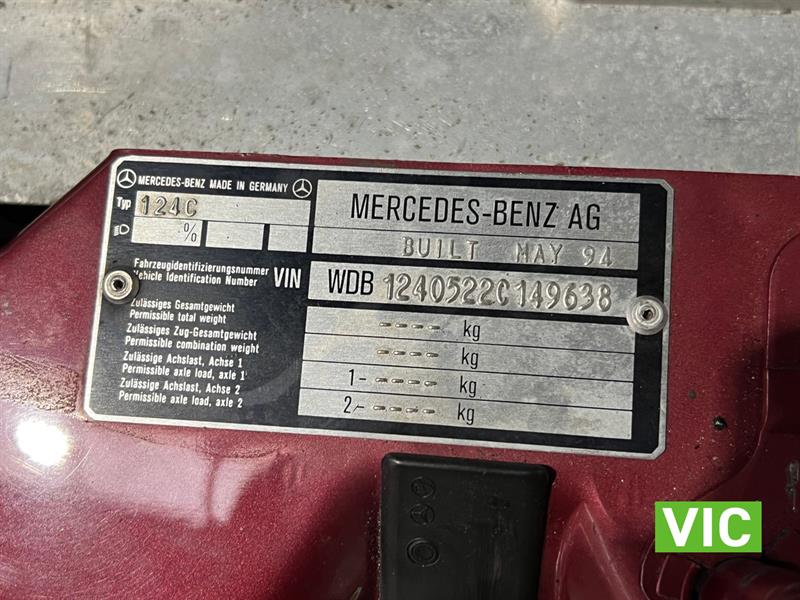 MERCEDES-BENZ MADE IN GERMANY
Typ 124C
%
MERCEDES-BENZ AG
BUILT MAY 94
Fahrzeugidentifizierungsnummer
Vehicle Identification Number
VIN
WDB 1240522C149638
Zulässiges Gesamtgewicht
Permissible total weight
---- kg
Zulässiges Zug-Gesamtgewicht
Permissible combination weight
---- kg
Zulässige Achslast, Achse 1
Permissible axle load, axle 1
1- ---- kg
Zulässige Achslast, Achse 2
Permissible axle load, axle 2
2- ---- kg
VIC